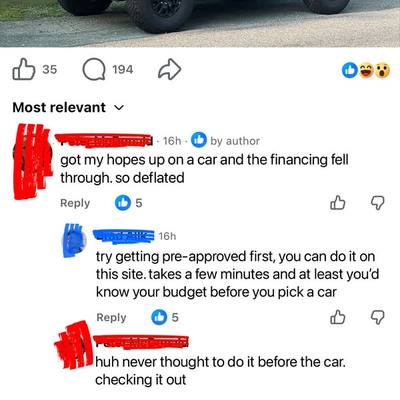 35 194
Most relevant
16h · by author
got my hopes up on a car and the financing fell
through. so deflated
Reply 5
16h
try getting pre-approved first, you can do it on
this site. takes a few minutes and at least you'd
know your budget before you pick a car
Reply 5
huh never thought to do it before the car.
checking it out